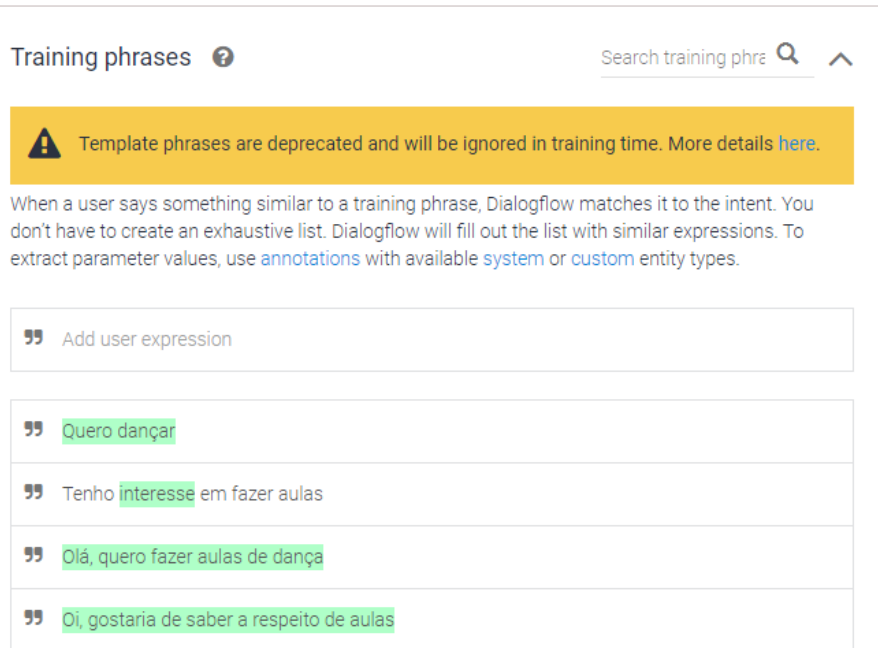 Training phrases
Search training phra
Template phrases are deprecated and will be ignored in training time. More details here.
When a user says something similar to a training phrase, Dialogflow matches it to the intent. You
don't have to create an exhaustive list. Dialogflow will fill out the list with similar expressions. To
extract parameter values, use annotations with available system or custom entity types.
Add user expression
Quero dançar
Tenho interesse em fazer aulas
Olá, quero fazer aulas de dança
Oi, gostaria de saber a respeito de aulas